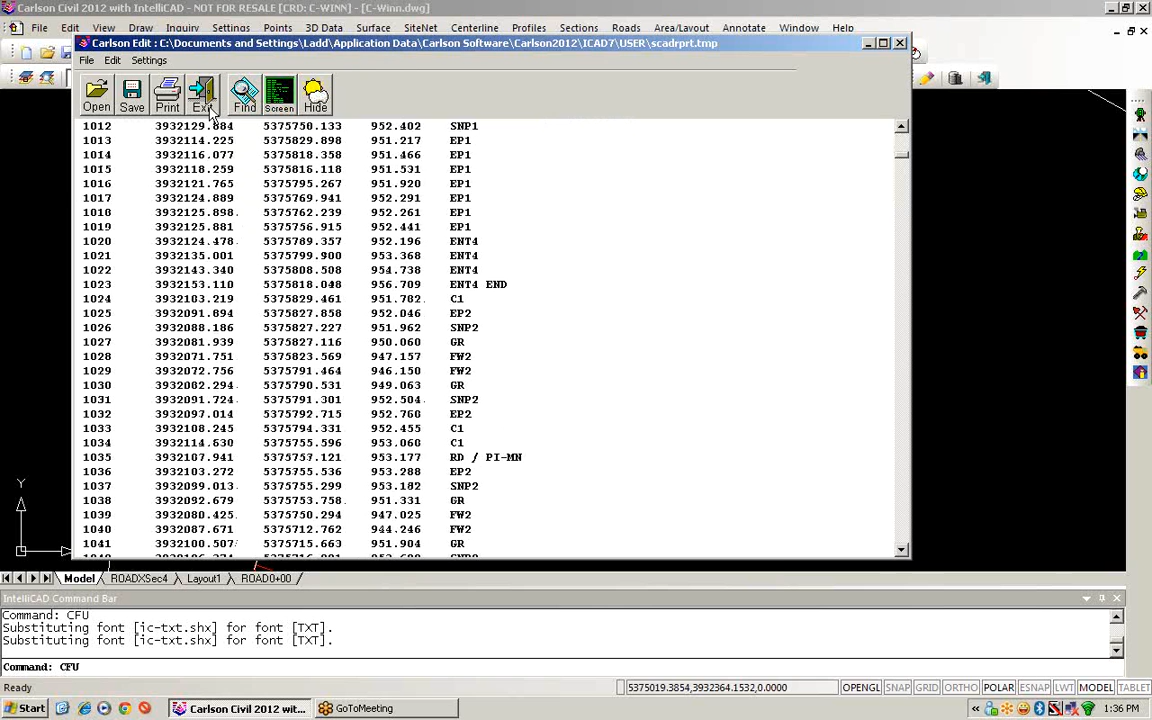 Carlson Civil 2012 with IntelliCAD - NOT FOR RESALE [CRD: C-WINN] - [C-Winn.dwg]
File Edit View Draw Inquiry Settings Points 3D Data Surface SiteNet Centerline Profiles Sections Roads Area/Layout Annotate Window Help
Carlson Edit : C:\Documents and Settings\Ladd\Application Data\Carlson Software\Carlson2012\ICAD7\USER\scadrprt.tmp
File Edit Settings
Open Save Print Exit Find Screen Hide
1012 3932129.884 5375750.133 952.402 SNP1
1013 3932114.225 5375829.898 951.217 EP1
1014 3932116.077 5375818.358 951.466 EP1
1015 3932118.259 5375816.118 951.531 EP1
1016 3932121.765 5375795.267 951.920 EP1
1017 3932124.889 5375769.941 952.291 EP1
1018 3932125.898 5375762.239 952.261 EP1
1019 3932125.881 5375756.915 952.441 EP1
1020 3932124.478 5375789.357 952.196 ENT4
1021 3932135.001 5375799.900 953.368 ENT4
1022 3932143.340 5375808.508 954.738 ENT4
1023 3932153.110 5375818.048 956.709 ENT4 END
1024 3932103.219 5375829.461 951.782 C1
1025 3932091.894 5375827.858 952.046 EP2
1026 3932088.186 5375827.227 951.962 SNP2
1027 3932081.939 5375827.116 950.060 GR
1028 3932071.751 5375823.569 947.157 FW2
1029 3932072.756 5375791.464 946.150 FW2
1030 3932082.294 5375790.531 949.063 GR
1031 3932091.724 5375791.301 952.504 SNP2
1032 3932097.014 5375792.715 952.760 EP2
1033 3932108.245 5375794.331 952.455 C1
1034 3932114.630 5375755.596 953.060 C1
1035 3932107.941 5375757.121 953.177 RD / PI-MN
1036 3932103.272 5375755.536 953.288 EP2
1037 3932099.013 5375755.299 953.182 SNP2
1038 3932092.679 5375753.758 951.331 GR
1039 3932080.425 5375750.294 947.025 FW2
1040 3932087.671 5375712.762 944.246 FW2
1041 3932100.507 5375715.663 951.904 GR
Y
Model ROADXSec4 Layout1 ROAD0+00
IntelliCAD Command Bar
Command: CFU
Substituting font [ic-txt.shx] for font [TXT].
Substituting font [ic-txt.shx] for font [TXT].
Command: CFU
Ready 5375019.3854,3932364.1532,0.0000 OPENGL SNAP GRID ORTHO POLAR ESNAP LWT MODEL TABLET
Start Carlson Civil 2012 wit... GoToMeeting 1:36 PM